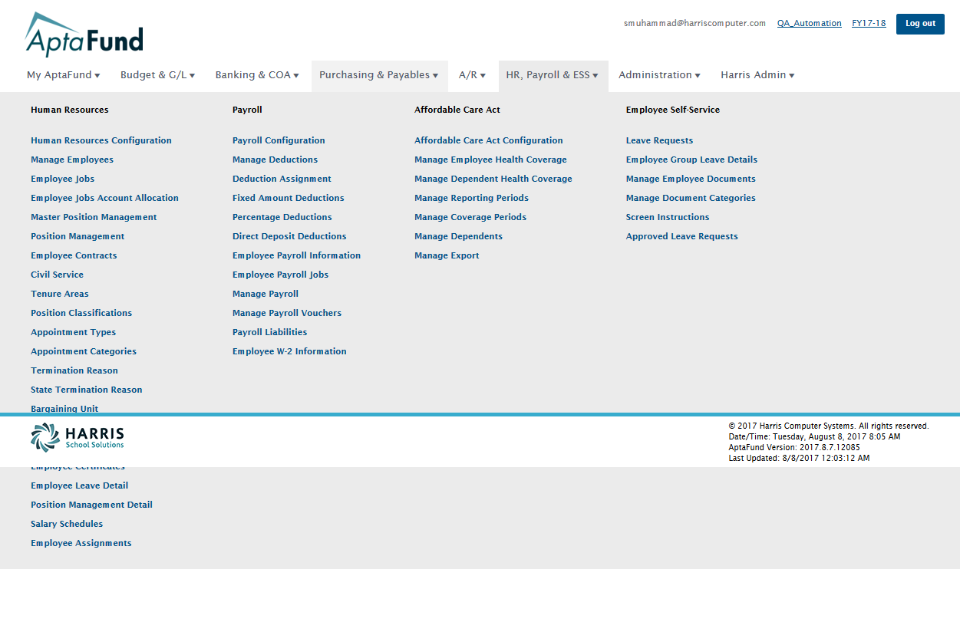 AptaFund
smuhammad@harriscomputer.com QA_Automation FY17-18 Log out
My AptaFund Budget & G/L Banking & COA Purchasing & Payables A/R HR, Payroll & ESS Administration Harris Admin
Human Resources
Human Resources Configuration
Manage Employees
Employee Jobs
Employee Jobs Account Allocation
Master Position Management
Position Management
Employee Contracts
Civil Service
Tenure Areas
Position Classifications
Appointment Types
Appointment Categories
Termination Reason
State Termination Reason
Bargaining Unit
Payroll
Payroll Configuration
Manage Deductions
Deduction Assignment
Fixed Amount Deductions
Percentage Deductions
Direct Deposit Deductions
Employee Payroll Information
Employee Payroll Jobs
Manage Payroll
Manage Payroll Vouchers
Payroll Liabilities
Employee W-2 Information
Affordable Care Act
Affordable Care Act Configuration
Manage Employee Health Coverage
Manage Dependent Health Coverage
Manage Reporting Periods
Manage Coverage Periods
Manage Dependents
Manage Export
Employee Self-Service
Leave Requests
Employee Group Leave Details
Manage Employee Documents
Manage Document Categories
Screen Instructions
Approved Leave Requests
HARRIS
School Solutions
© 2017 Harris Computer Systems. All rights reserved.
Date/Time: Tuesday, August 8, 2017 8:05 AM
AptaFund Version: 2017.8.7.12085
Last Updated: 8/8/2017 12:03:12 AM
Employee Certificates
Employee Leave Detail
Position Management Detail
Salary Schedules
Employee Assignments